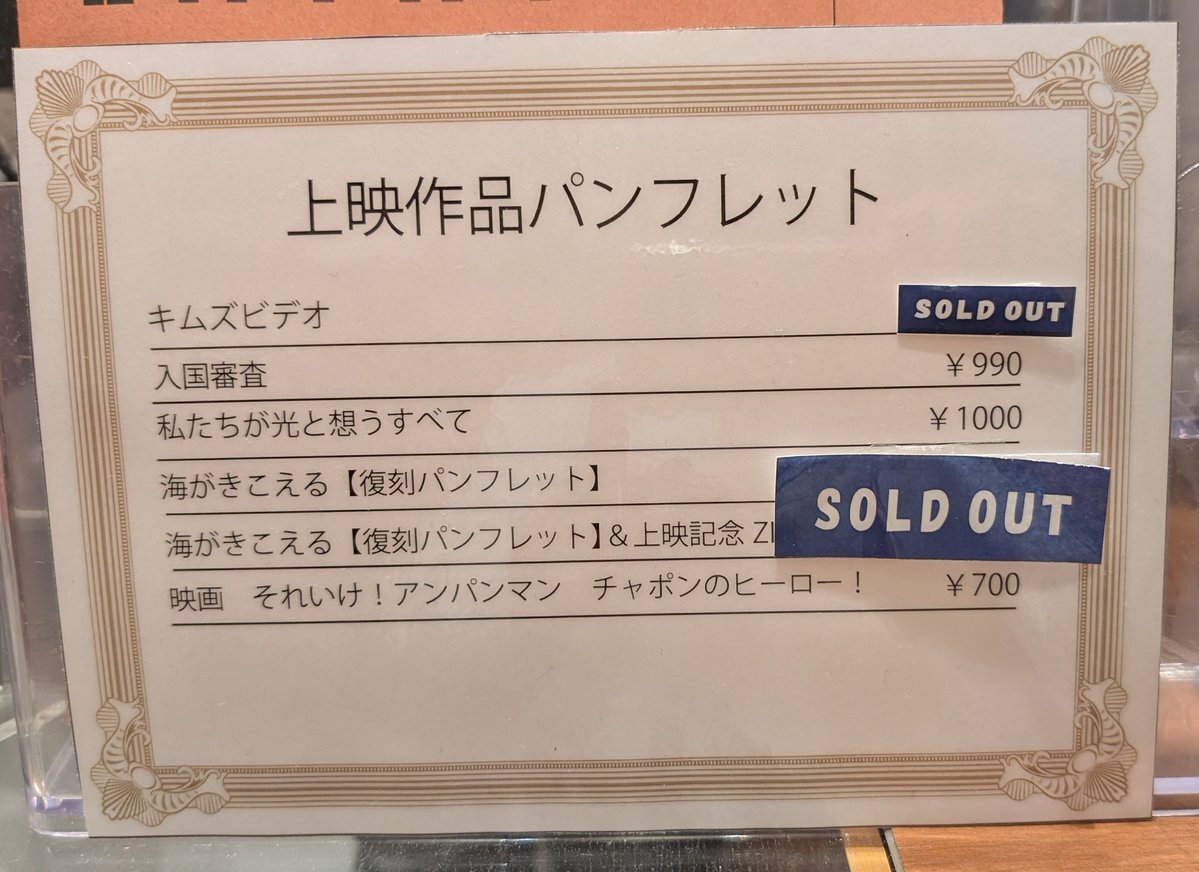 上映作品パンフレット
キムズビデオ SOLD OUT
入国審査 ¥990
私たちが光と想うすべて ¥1000
海がきこえる【復刻パンフレット】
SOLD OUT
海がきこえる【復刻パンフレット】&上映記念 ZI
映画 それいけ！アンパンマン チャポンのヒーロー！ ¥700